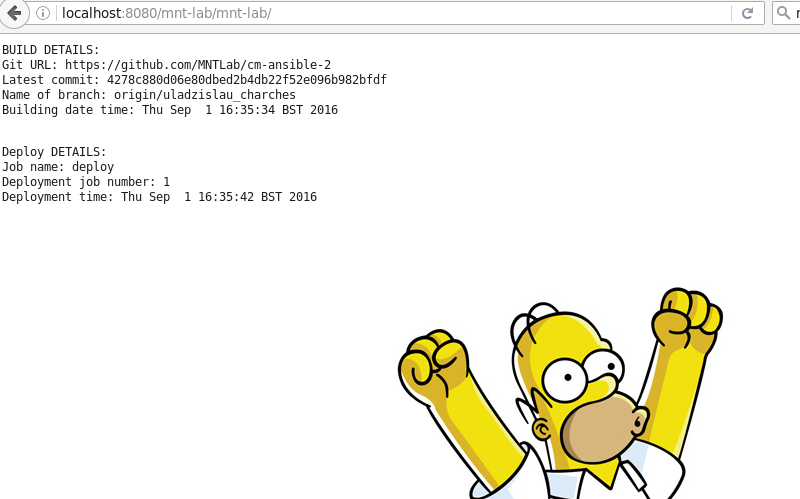 localhost:8080/mnt-lab/mnt-lab/
BUILD DETAILS:
Git URL: https://github.com/MNTLab/cm-ansible-2
Latest commit: 4278c880d06e80dbed2b4db22f52e096b982bfdf
Name of branch: origin/uladzislau_charches
Building date time: Thu Sep  1 16:35:34 BST 2016
Deploy DETAILS:
Job name: deploy
Deployment job number: 1
Deployment time: Thu Sep  1 16:35:42 BST 2016